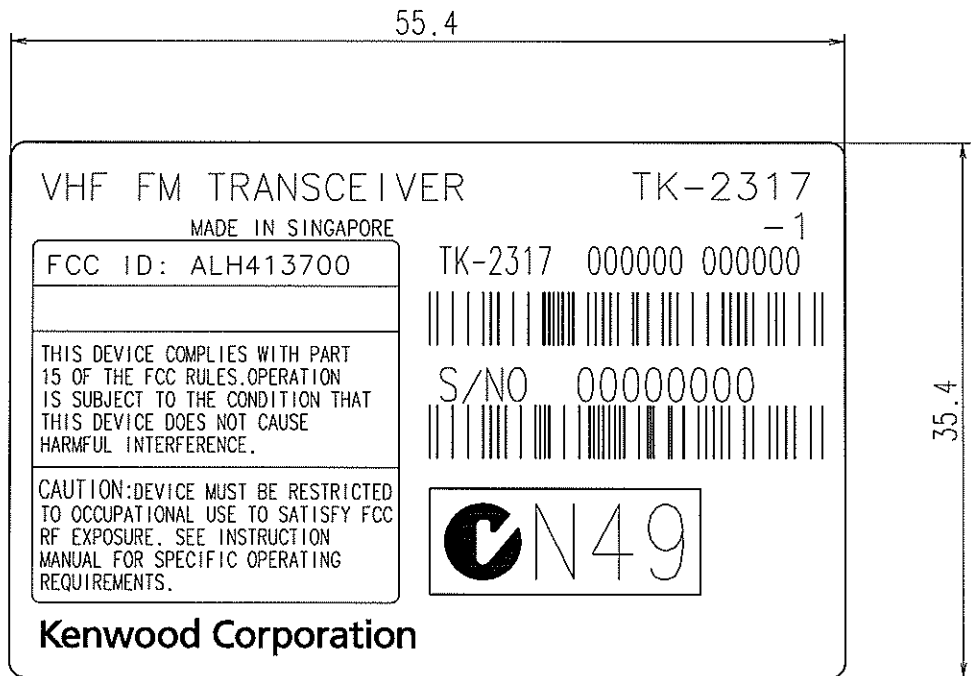 55.4
VHF FM TRANSCEIVER
TK-2317
-1
MADE IN SINGAPORE
FCC ID: ALH413700
TK-2317 000000 000000
THIS DEVICE COMPLIES WITH PART
15 OF THE FCC RULES.OPERATION
IS SUBJECT TO THE CONDITION THAT
THIS DEVICE DOES NOT CAUSE
HARMFUL INTERFERENCE.
S/NO 00000000
CAUTION:DEVICE MUST BE RESTRICTED
TO OCCUPATIONAL USE TO SATISFY FCC
RF EXPOSURE. SEE INSTRUCTION
MANUAL FOR SPECIFIC OPERATING
REQUIREMENTS.
N49
Kenwood Corporation
35.4